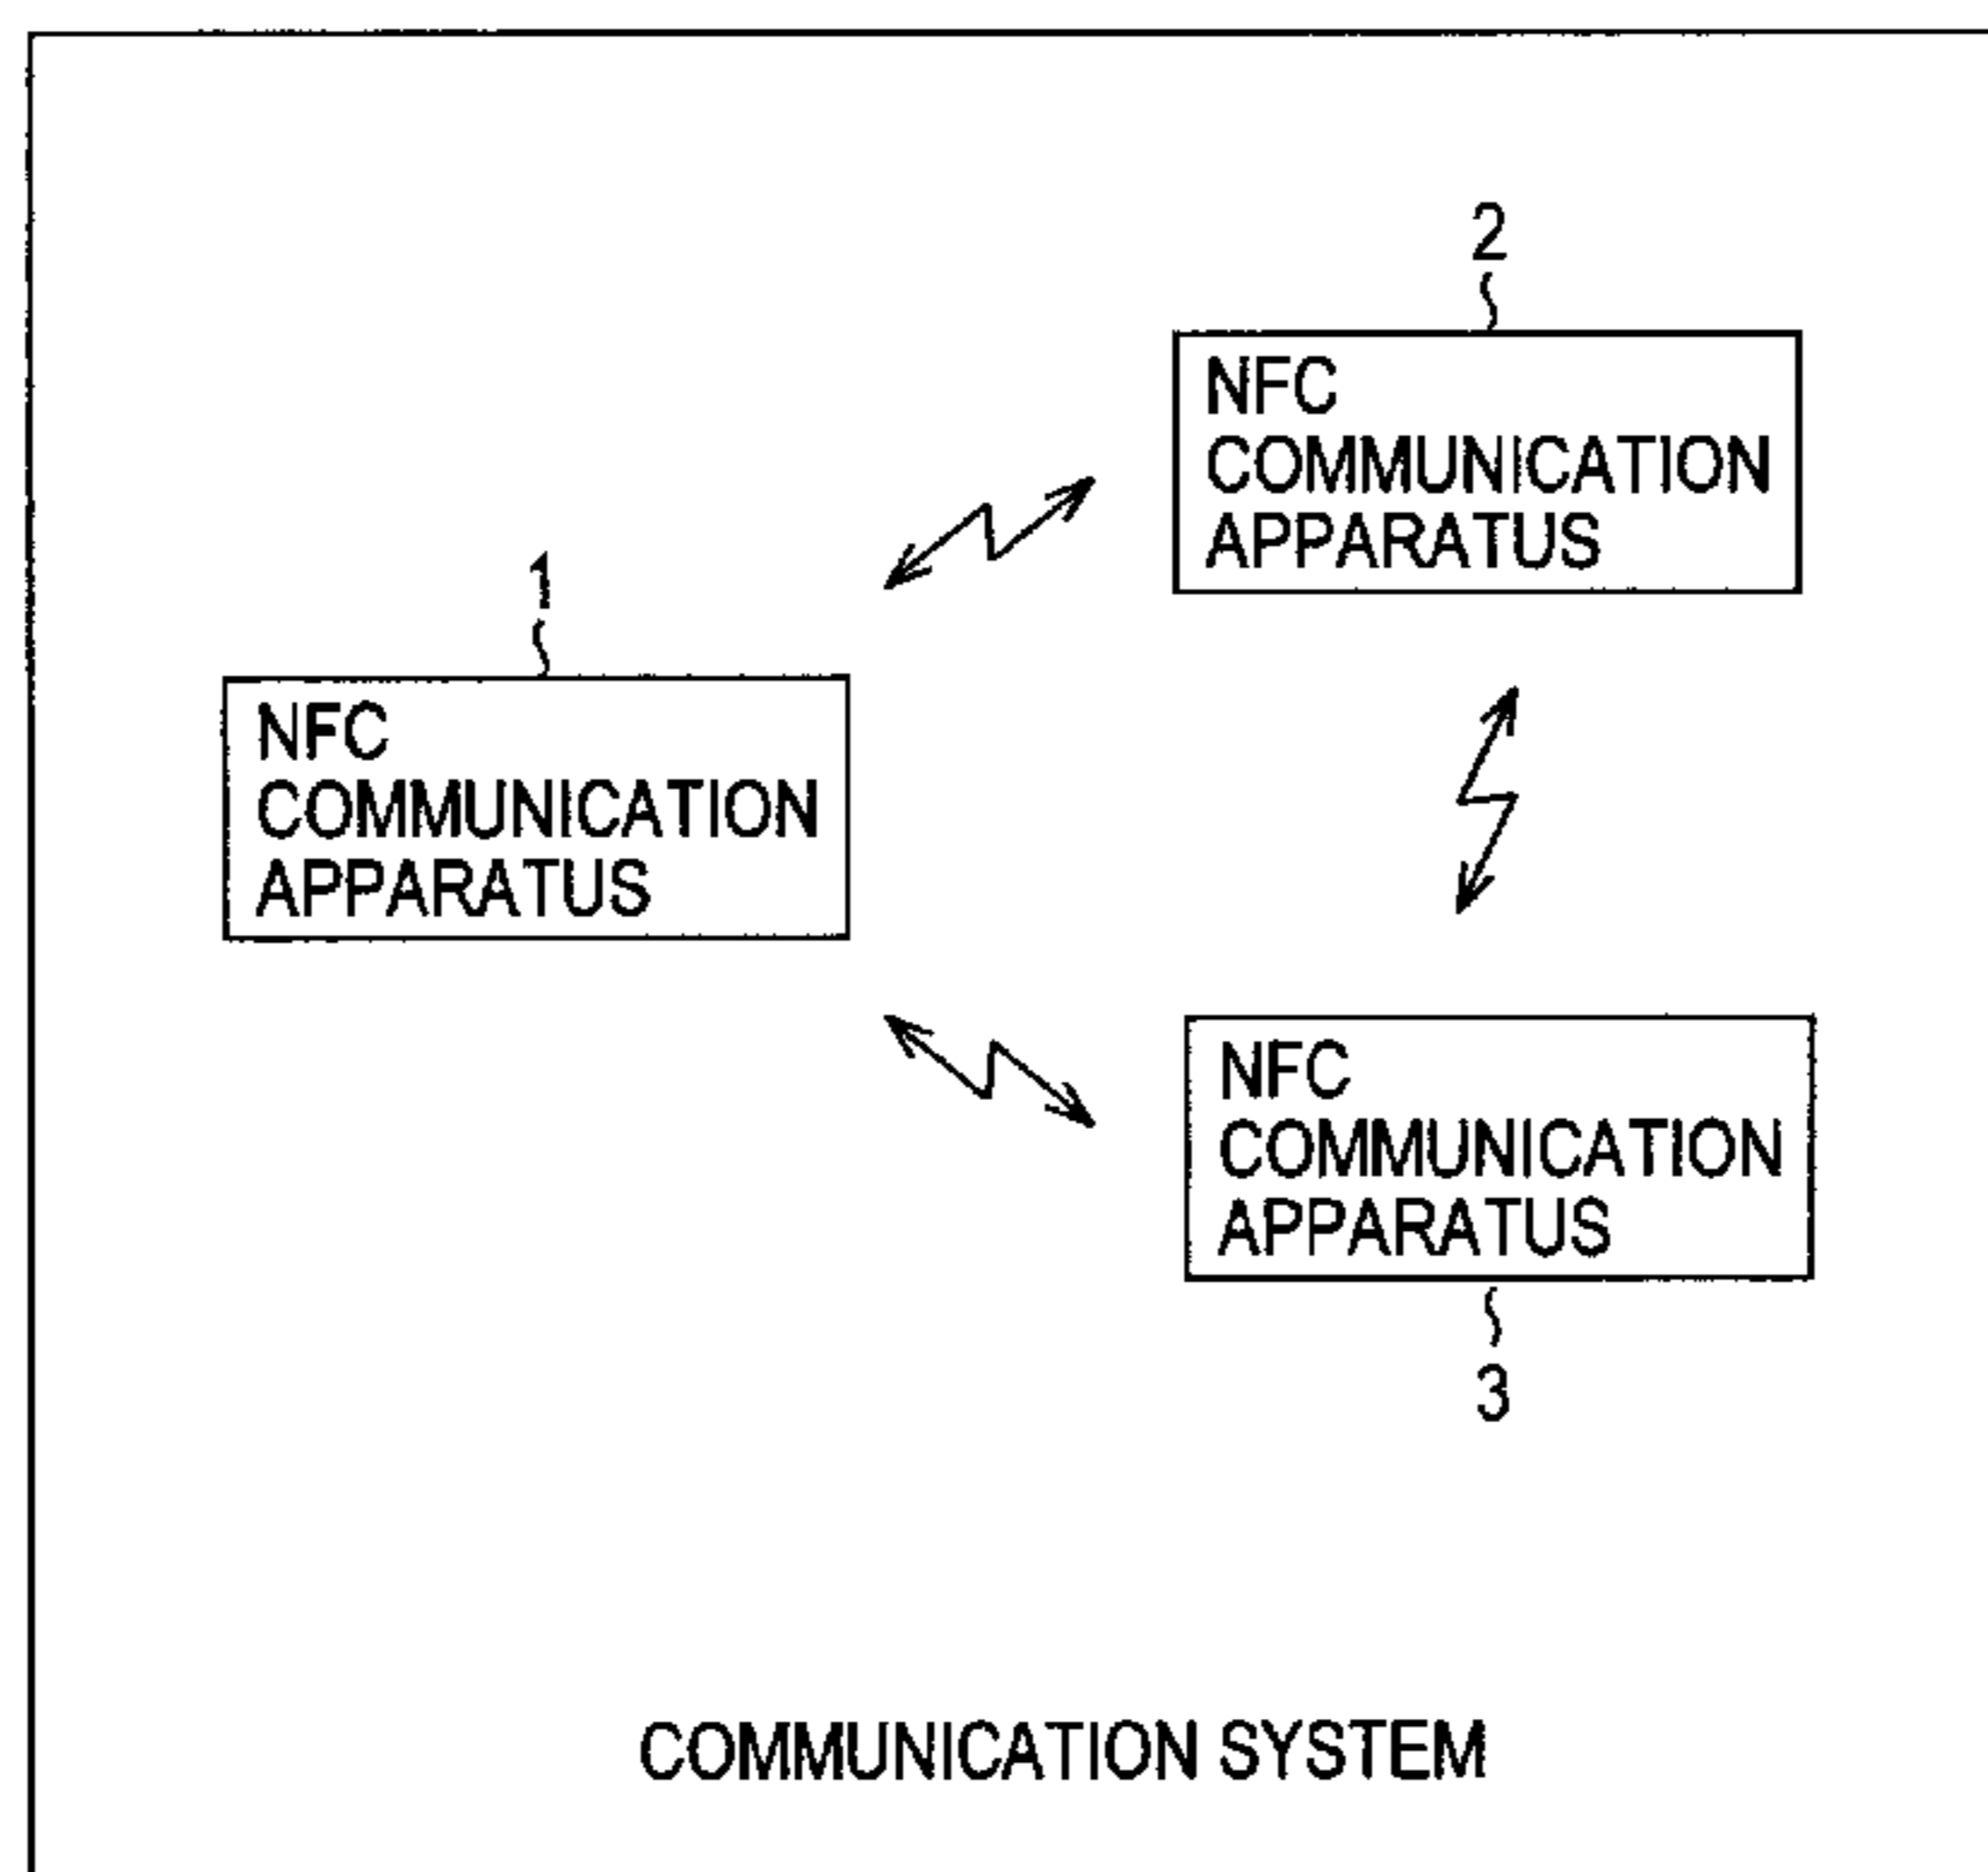 2
NFC
COMMUNICATION
APPARATUS
1
NFC
COMMUNICATION
APPARATUS
NFC
COMMUNICATION
APPARATUS
3
COMMUNICATION SYSTEM